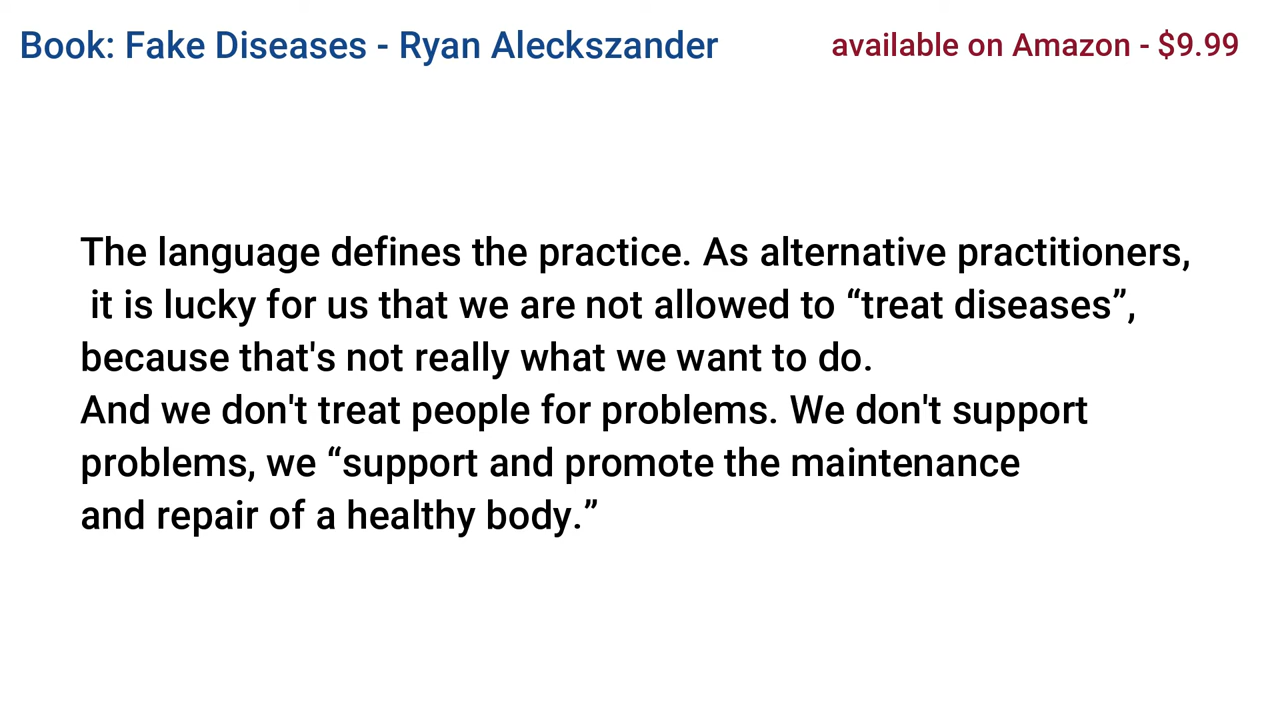 Book: Fake Diseases - Ryan Aleckszander
available on Amazon - $9.99
The language defines the practice. As alternative practitioners,
it is lucky for us that we are not allowed to “treat diseases”,
because that's not really what we want to do.
And we don't treat people for problems. We don't support
problems, we “support and promote the maintenance
and repair of a healthy body.”